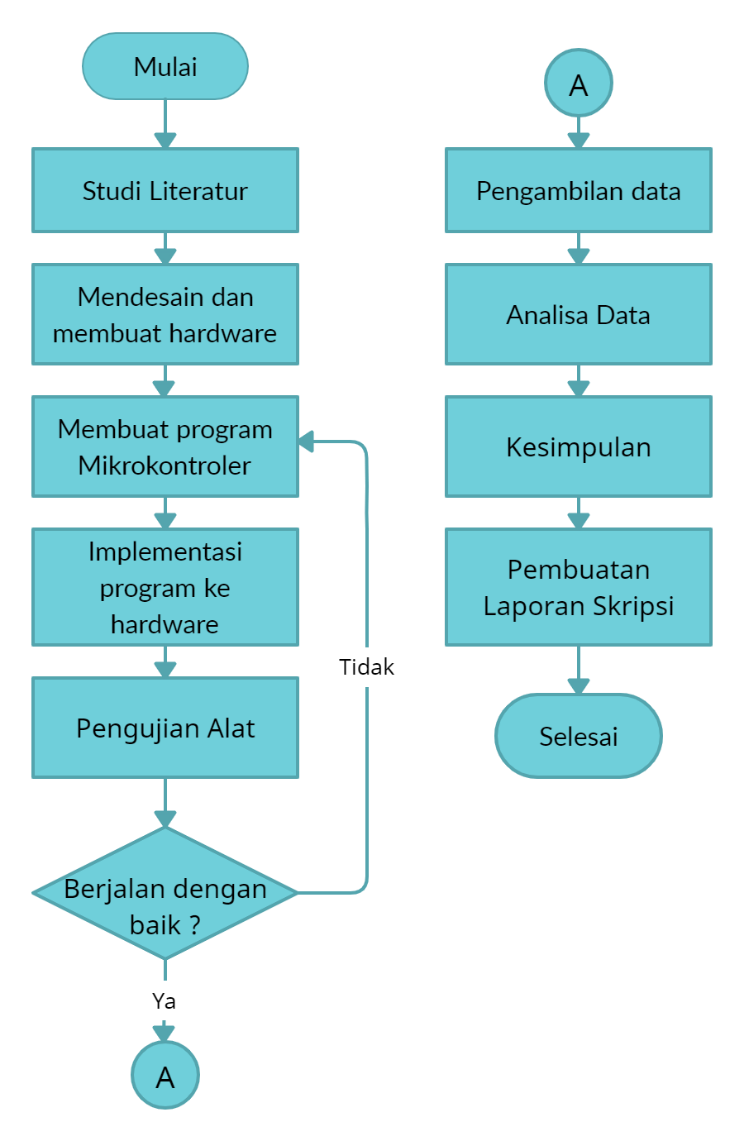 Mulai
Studi Literatur
Mendesain dan
membuat hardware
Membuat program
Mikrokontroler
Implementasi
program ke
hardware
Pengujian Alat
Berjalan dengan
baik ?
Tidak
Ya
A
A
Pengambilan data
Analisa Data
Kesimpulan
Pembuatan
Laporan Skripsi
Selesai